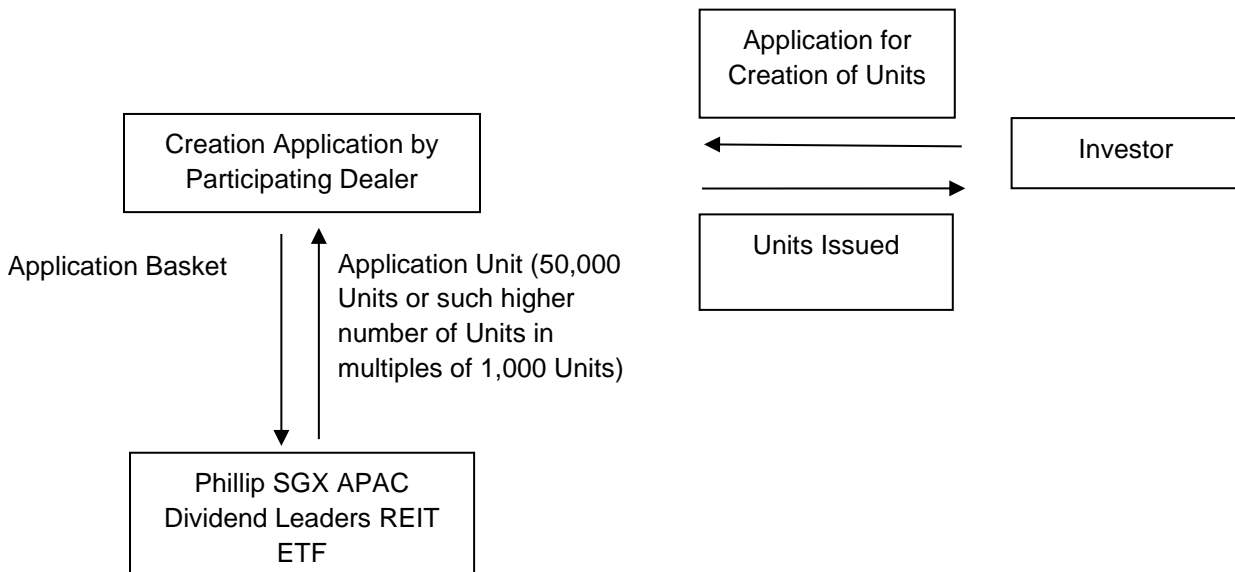 Application for
Creation of Units
Creation Application by
Participating Dealer
Investor
Units Issued
Application Basket
Application Unit (50,000
Units or such higher
number of Units in
multiples of 1,000 Units)
Phillip SGX APAC
Dividend Leaders REIT
ETF